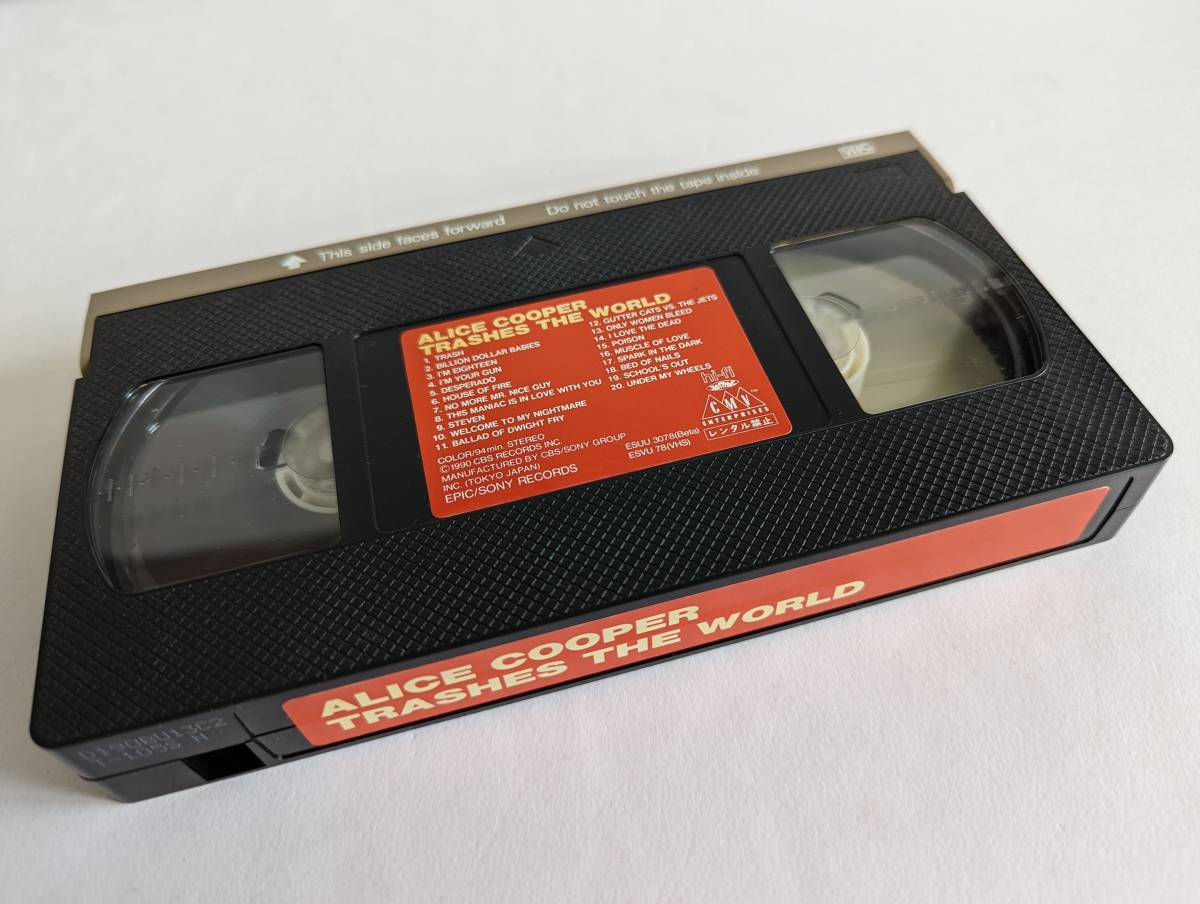 This side faces forward Do not touch the tape inside VHS
ALICE COOPER
TRASHES THE WORLD
1. TRASH
2. BILLION DOLLAR BABIES
3. I'M EIGHTEEN
4. I'M YOUR GUN
5. DESPERADO
6. HOUSE OF FIRE
7. NO MORE MR. NICE GUY
8. THIS MANIAC IS IN LOVE WITH YOU
9. STEVEN
10. WELCOME TO MY NIGHTMARE
11. BALLAD OF DWIGHT FRY
12. GUTTER CATS VS. THE JETS
13. ONLY WOMEN BLEED
14. I LOVE THE DEAD
15. POISON
16. MUSCLE OF LOVE
17. SPARK IN THE DARK
18. BED OF NAILS
19. SCHOOL'S OUT
20. UNDER MY WHEELS
COLOR/94min. STEREO
©1990 CBS RECORDS INC.
MANUFACTURED BY CBS/SONY GROUP
INC. (TOKYO JAPAN)
EPIC/SONY RECORDS
ESUU 3078(Beta)
ESVU 78(VHS)
hi-fi
CMV™
ENTERPRISES
レンタル禁止
ALICE COOPER
TRASHES THE WORLD
T-105S N